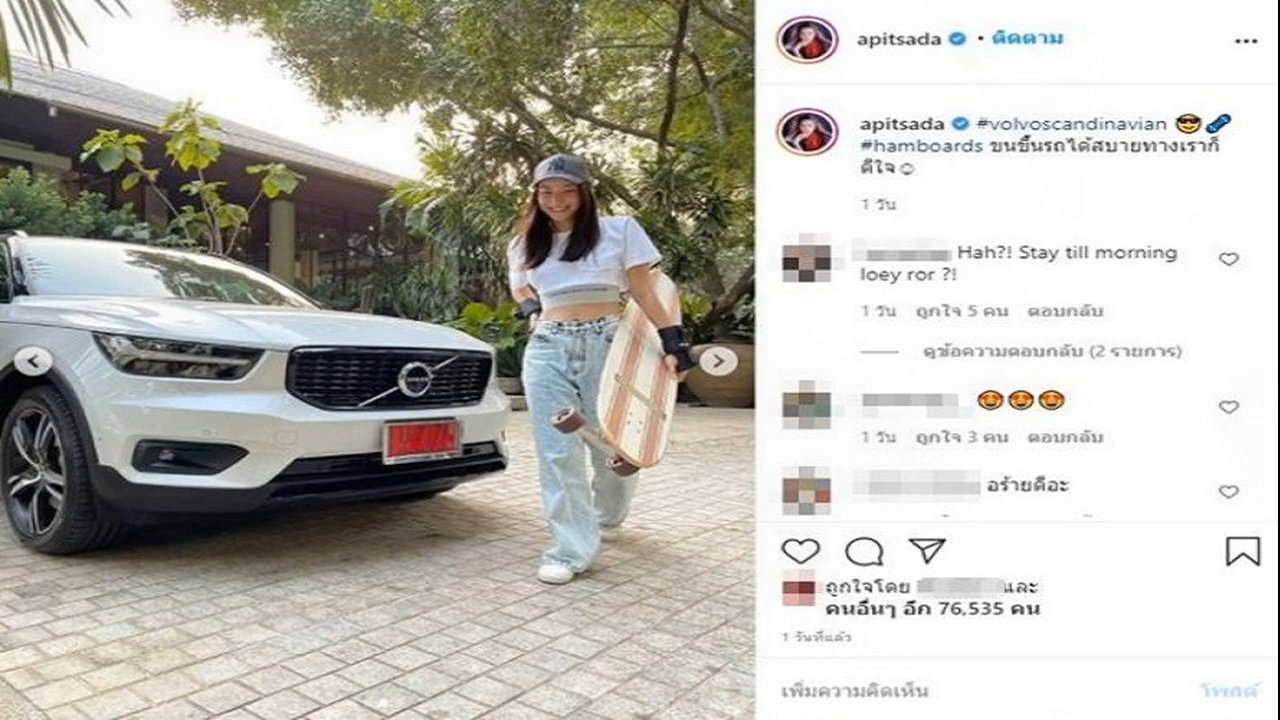 apitsada • ติดตาม
apitsada #volvoscandinavian
#hamboards ขนขึ้นรถได้สบายทางเราก็
ดีใจ
1 วัน
Hah?! Stay till morning
loey ror ?!
1 วัน ถูกใจ 5 คน ตอบกลับ
ดูข้อความตอบกลับ (2 รายการ)
1 วัน ถูกใจ 3 คน ตอบกลับ
อร้ายดีอะ
ถูกใจโดย และ
คนอื่นๆ อีก 76,535 คน
1 วันที่แล้ว
เพิ่มความคิดเห็น
โพสต์